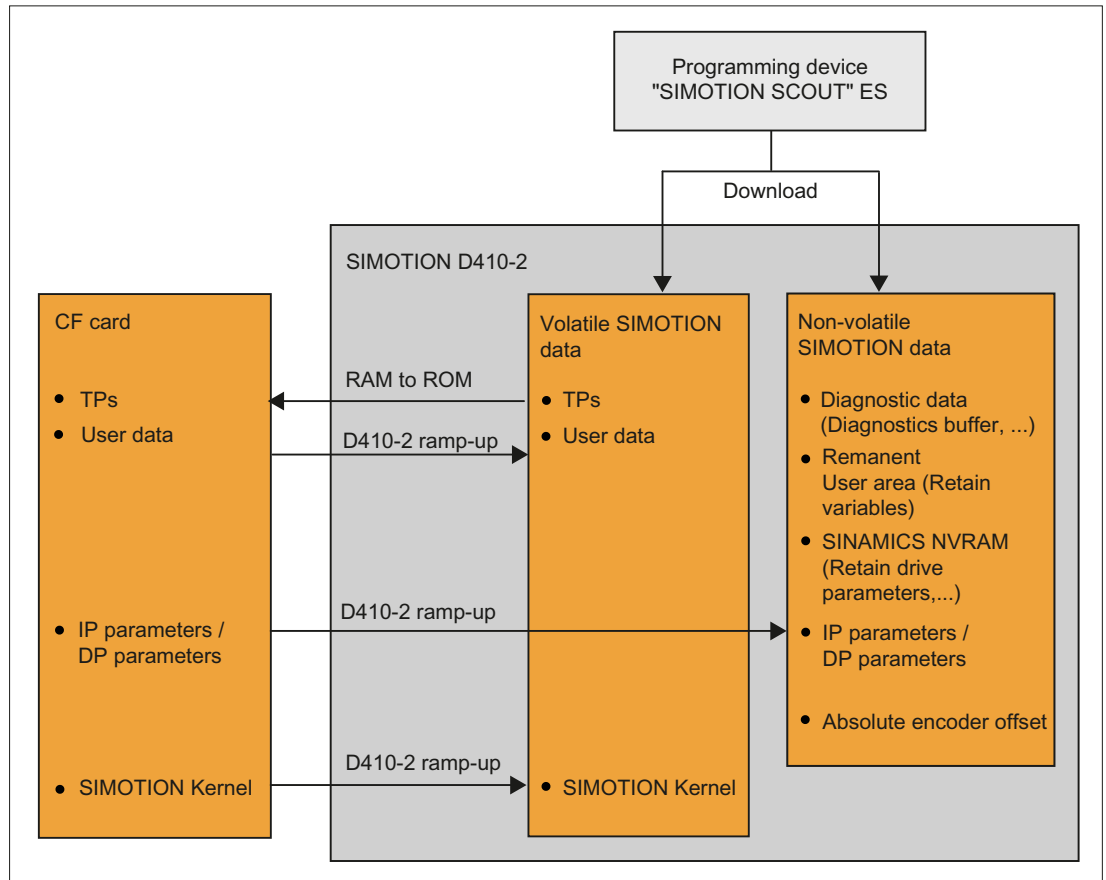 Programming device
"SIMOTION SCOUT" ES
Download
SIMOTION D410-2
CF card
• TPs
• User data
• IP parameters /
DP parameters
• SIMOTION Kernel
RAM to ROM
D410-2 ramp-up
D410-2 ramp-up
D410-2 ramp-up
Volatile SIMOTION
data
• TPs
• User data
• SIMOTION Kernel
Non-volatile
SIMOTION data
• Diagnostic data
(Diagnostics buffer, ...)
• Remanent
User area (Retain
variables)
• SINAMICS NVRAM
(Retain drive
parameters,...)
• IP parameters /
DP parameters
• Absolute encoder offset